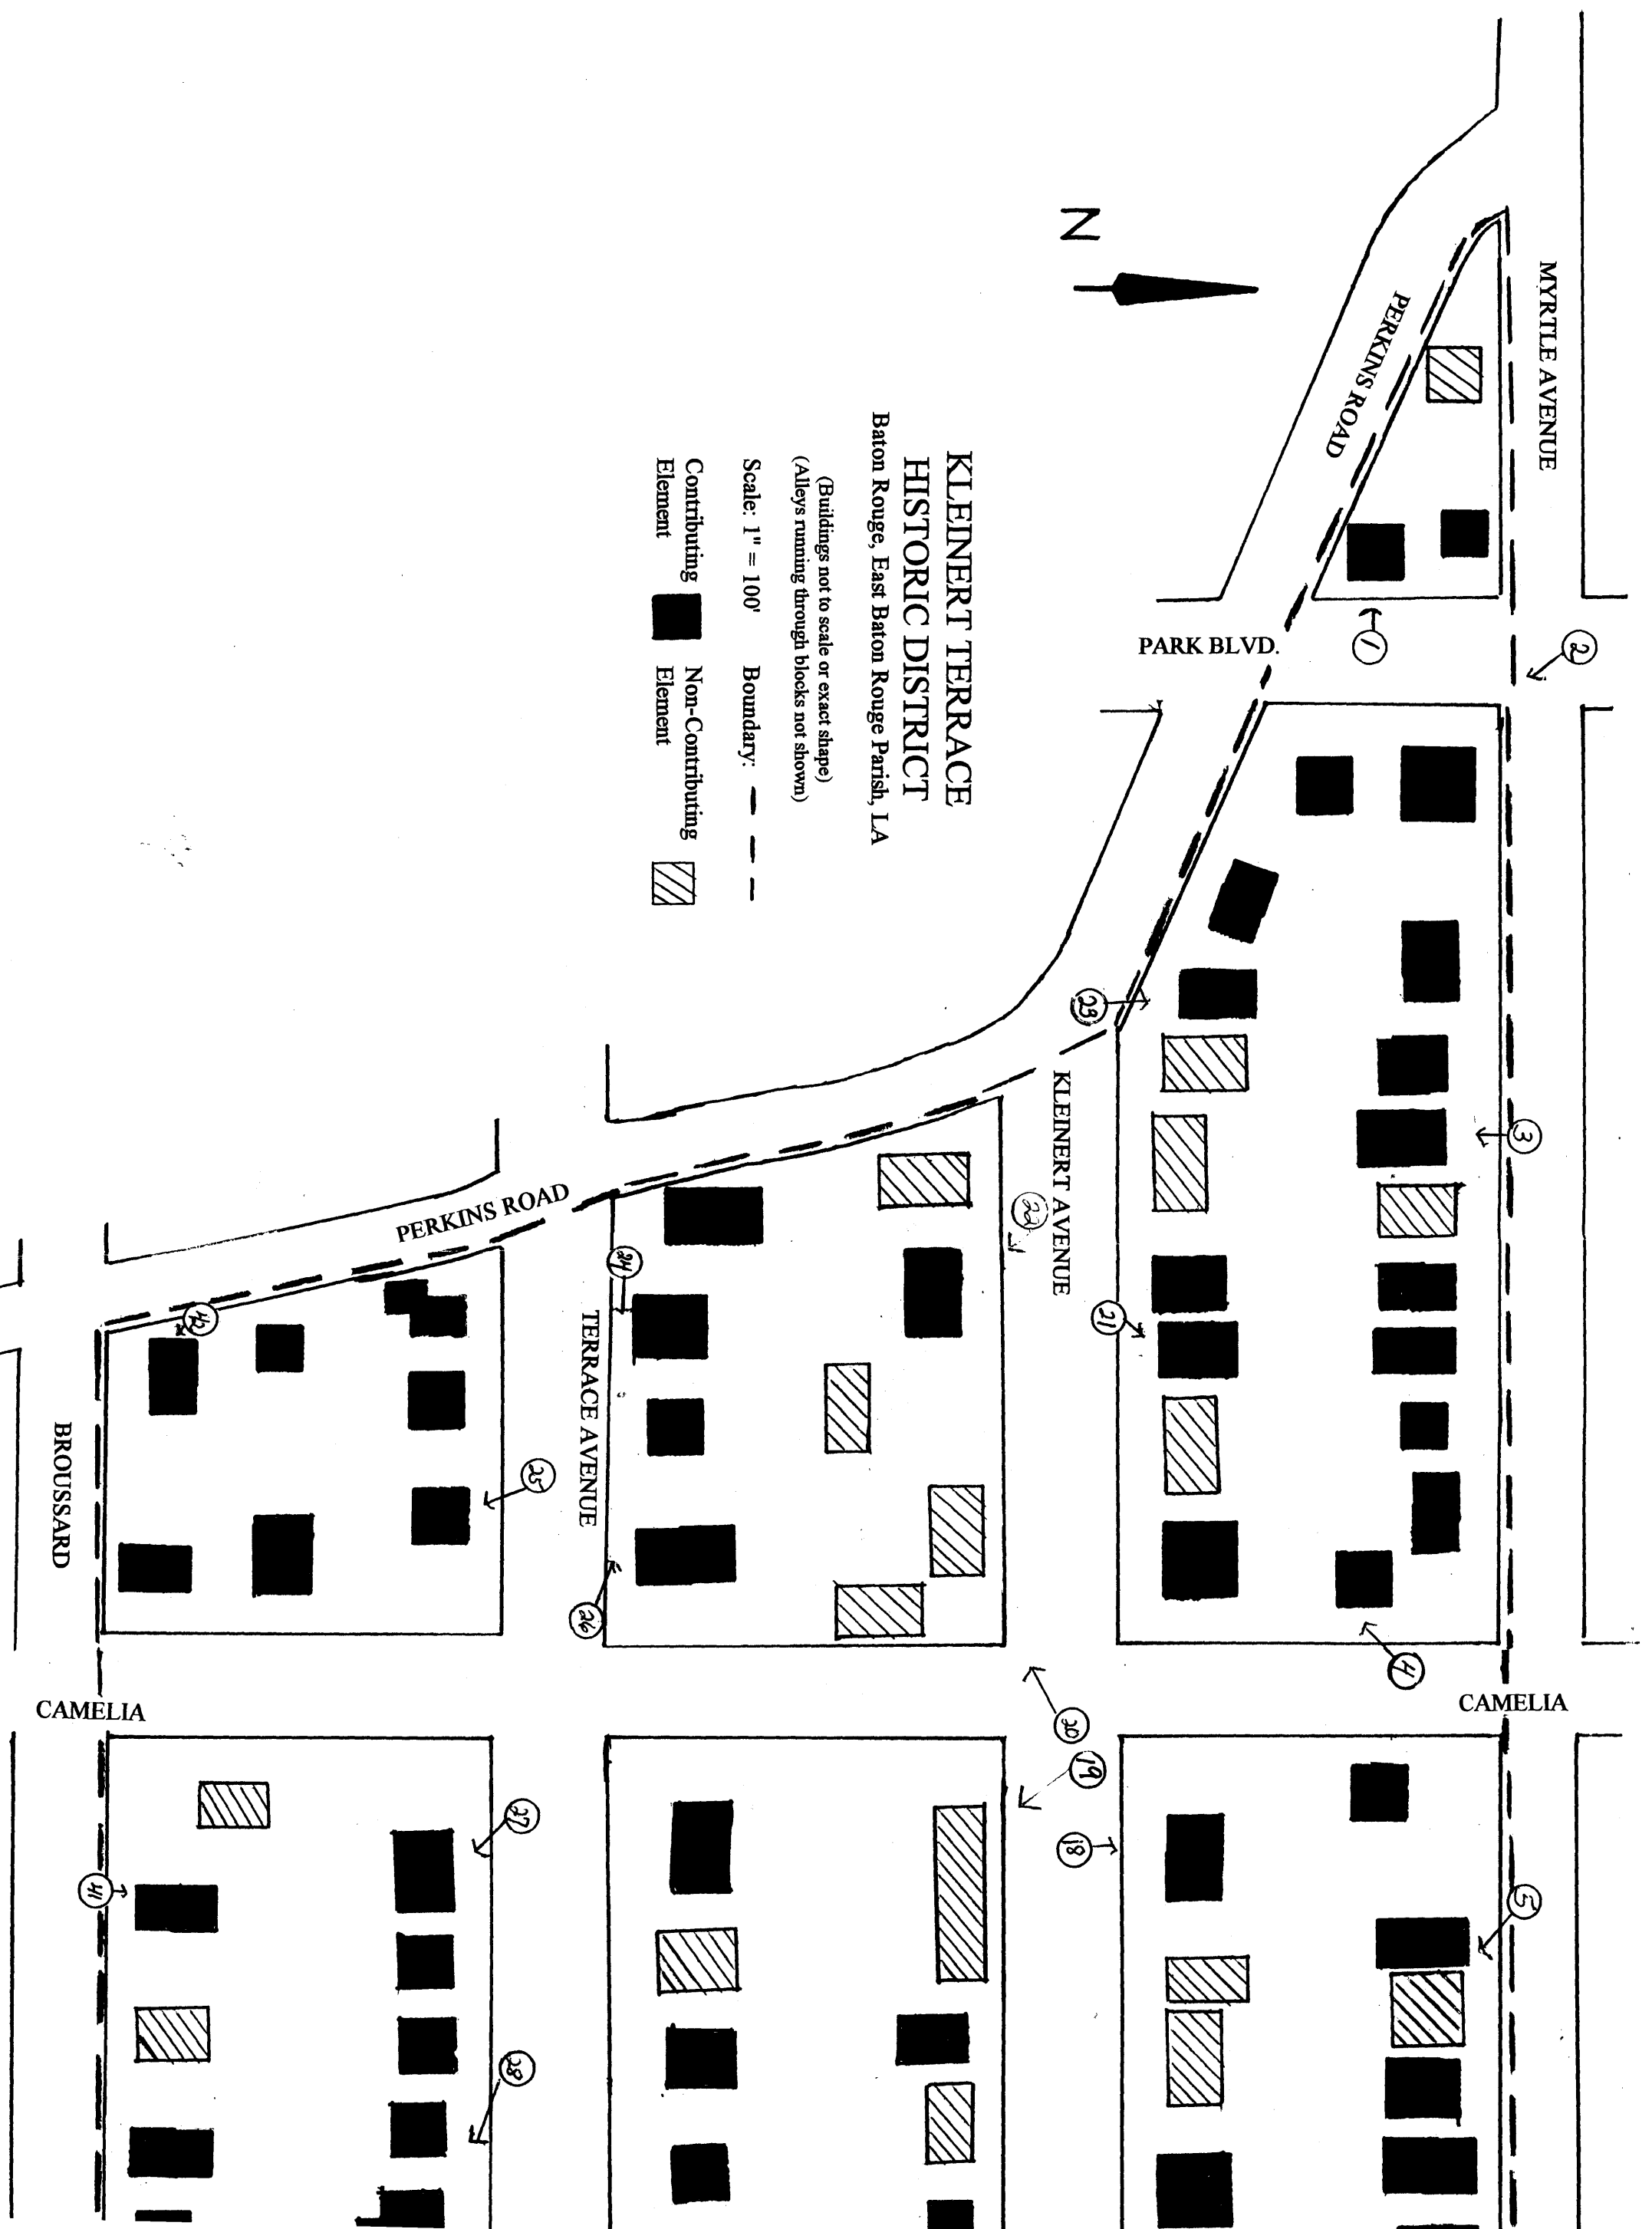 KLEINERT TERRACE
HISTORIC DISTRICT
Baton Rouge, East Baton Rouge Parish, LA
(Buildings not to scale or exact shape)
(Alleys running through blocks not shown)
Scale: 1" = 100' Boundary:
Contributing Element
Non-Contributing Element
N
MYRTLE AVENUE
PERKINS ROAD
PARK BLVD.
KLEINERT AVENUE
PERKINS ROAD
TERRACE AVENUE
BROUSSARD
CAMELIA
CAMELIA
1
2
3
4
5
18
19
20
21
22
23
24
25
26
27
28
41
42